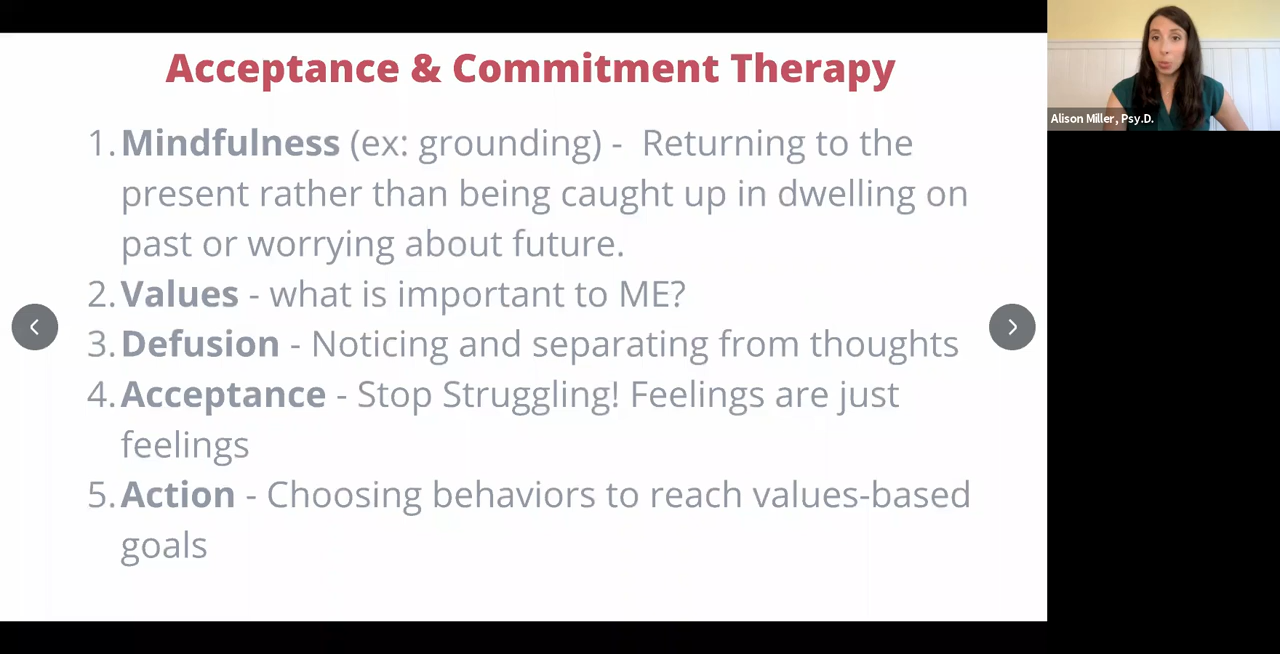 Acceptance & Commitment Therapy
1. Mindfulness (ex: grounding) - Returning to the
present rather than being caught up in dwelling on
past or worrying about future.
2. Values - what is important to ME?
3. Defusion - Noticing and separating from thoughts
4. Acceptance - Stop Struggling! Feelings are just
feelings
5. Action - Choosing behaviors to reach values-based
goals
Alison Miller, Psy.D.